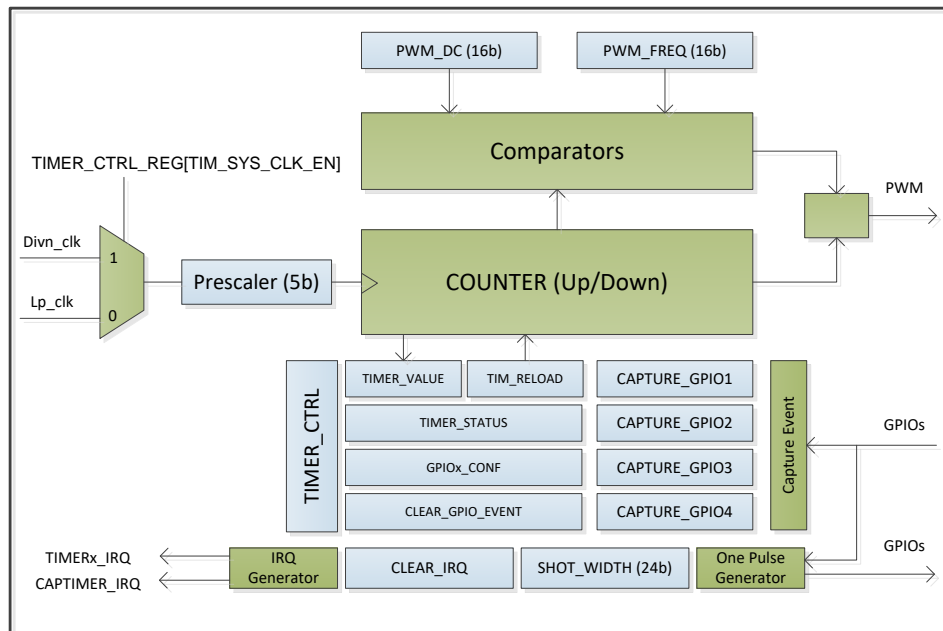 PWM_DC (16b)
PWM_FREQ (16b)
Comparators
TIMER_CTRL_REG[TIM_SYS_CLK_EN]
PWM
Divn_clk
1
Prescaler (5b)
COUNTER (Up/Down)
Lp_clk
0
TIMER_CTRL
TIMER_VALUE
TIM_RELOAD
CAPTURE_GPIO1
Capture Event
TIMER_STATUS
CAPTURE_GPIO2
GPIOs
GPIOx_CONF
CAPTURE_GPIO3
CLEAR_GPIO_EVENT
CAPTURE_GPIO4
TIMERx_IRQ
CAPTIMER_IRQ
IRQ
Generator
CLEAR_IRQ
SHOT_WIDTH (24b)
One Pulse
Generator
GPIOs